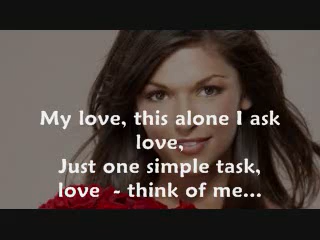 My love, this alone I ask
love,
Just one simple task,
love - think of me...